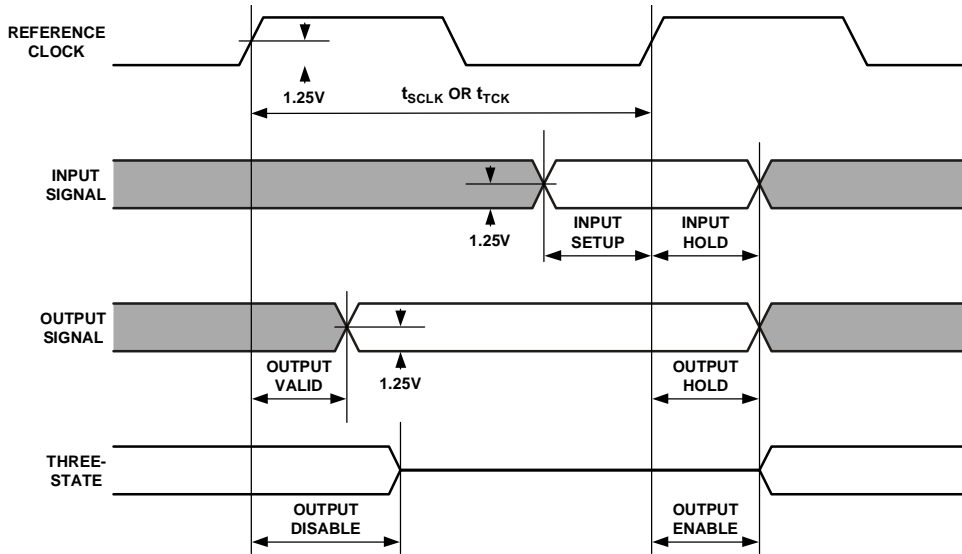 REFERENCE
CLOCK
1.25V
tSCLK OR tTCK
INPUT
SIGNAL
1.25V
INPUT
SETUP
INPUT
HOLD
OUTPUT
SIGNAL
OUTPUT
VALID
1.25V
OUTPUT
HOLD
THREE-
STATE
OUTPUT
DISABLE
OUTPUT
ENABLE